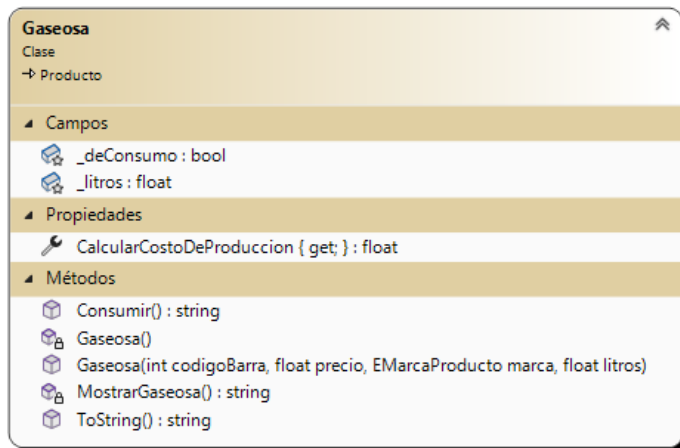 Gaseosa
Clase
Producto
Campos
_deConsumo : bool
_litros : float
Propiedades
CalcularCostoDeProduccion { get; } : float
Métodos
Consumir() : string
Gaseosa()
Gaseosa(int codigoBarra, float precio, EMarcaProducto marca, float litros)
MostrarGaseosa() : string
ToString() : string